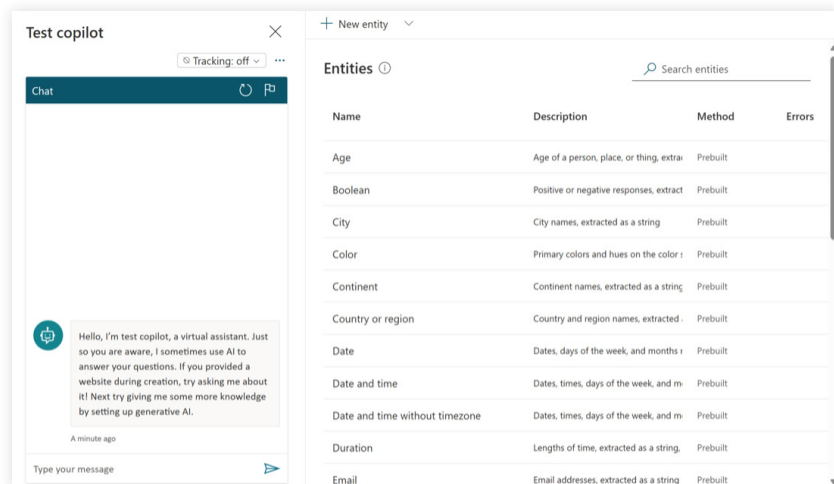 Test copilot
Tracking: off
Chat
Hello, I'm test copilot, a virtual assistant. Just
so you are aware, I sometimes use AI to
answer your questions. If you provided a
website during creation, try asking me about
it! Next try giving me some more knowledge
by setting up generative AI.
A minute ago
Type your message
New entity
Entities
Search entities
Name Description Method Errors
Age Age of a person, place, or thing, Prebuilt
Boolean Positive or negative responses, extract Prebuilt
City City names, extracted as a string Prebuilt
Color Primary colors and hues on the color Prebuilt
Continent Continent names, extracted as a string Prebuilt
Country or region Country and region names, extracted Prebuilt
Date Dates, days of the week, and months Prebuilt
Date and time Dates, times, days of the week, and m Prebuilt
Date and time without timezone Dates, times, days of the week, and m Prebuilt
Duration Lengths of time, extracted as a string, Prebuilt
Email Email addresses, extracted as a string Prebuilt